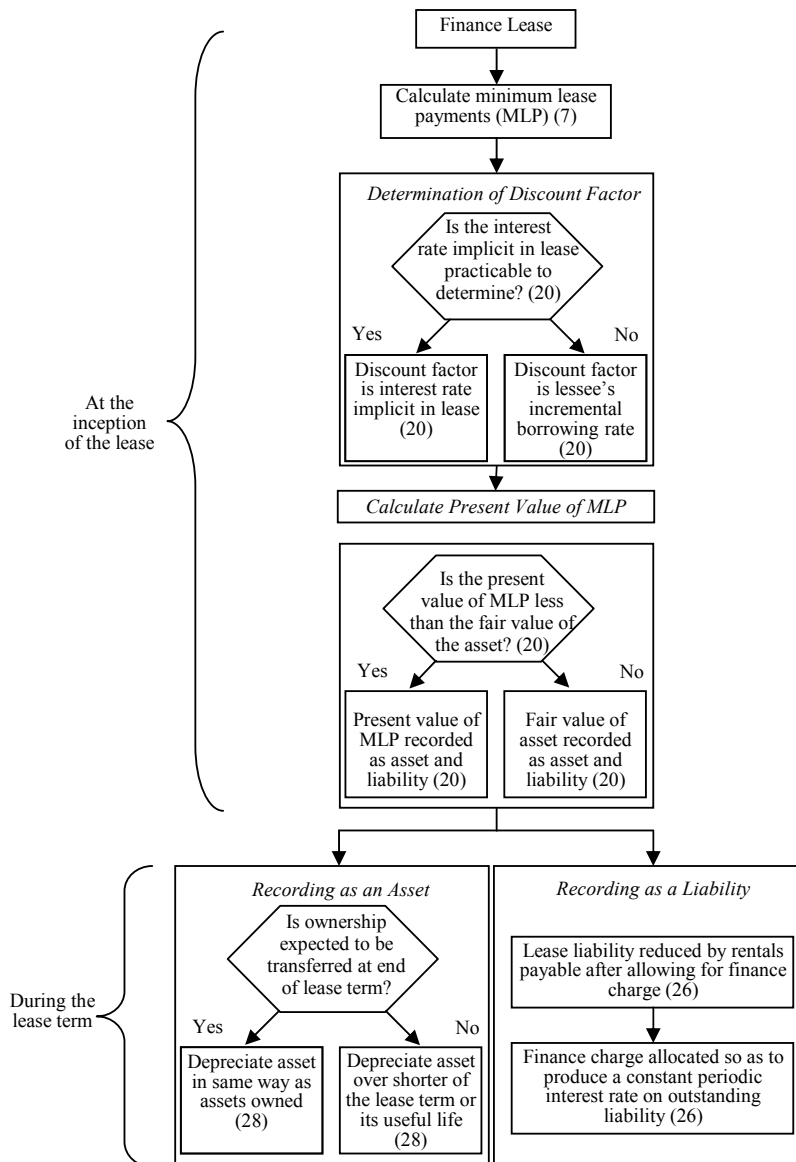 Finance Lease
Calculate minimum lease
payments (MLP) (7)
Determination of Discount Factor
Is the interest
rate implicit in lease
practicable to
determine? (20)
Yes
No
Discount factor
is interest rate
implicit in lease
(20)
Discount factor
is lessee’s
incremental
borrowing rate
(20)
At the
inception
of the lease
Calculate Present Value of MLP
Is the present
value of MLP less
than the fair value of
the asset? (20)
Yes
No
Present value of
MLP recorded
as asset and
liability (20)
Fair value of
asset recorded
as asset and
liability (20)
Recording as an Asset
Is ownership
expected to be
transferred at end
of lease term?
Yes
No
Depreciate asset
in same way as
assets owned
(28)
Depreciate asset
over shorter of
the lease term or
its useful life
(28)
During the
lease term
Recording as a Liability
Lease liability reduced by rentals
payable after allowing for finance
charge (26)
Finance charge allocated so as to
produce a constant periodic
interest rate on outstanding
liability (26)